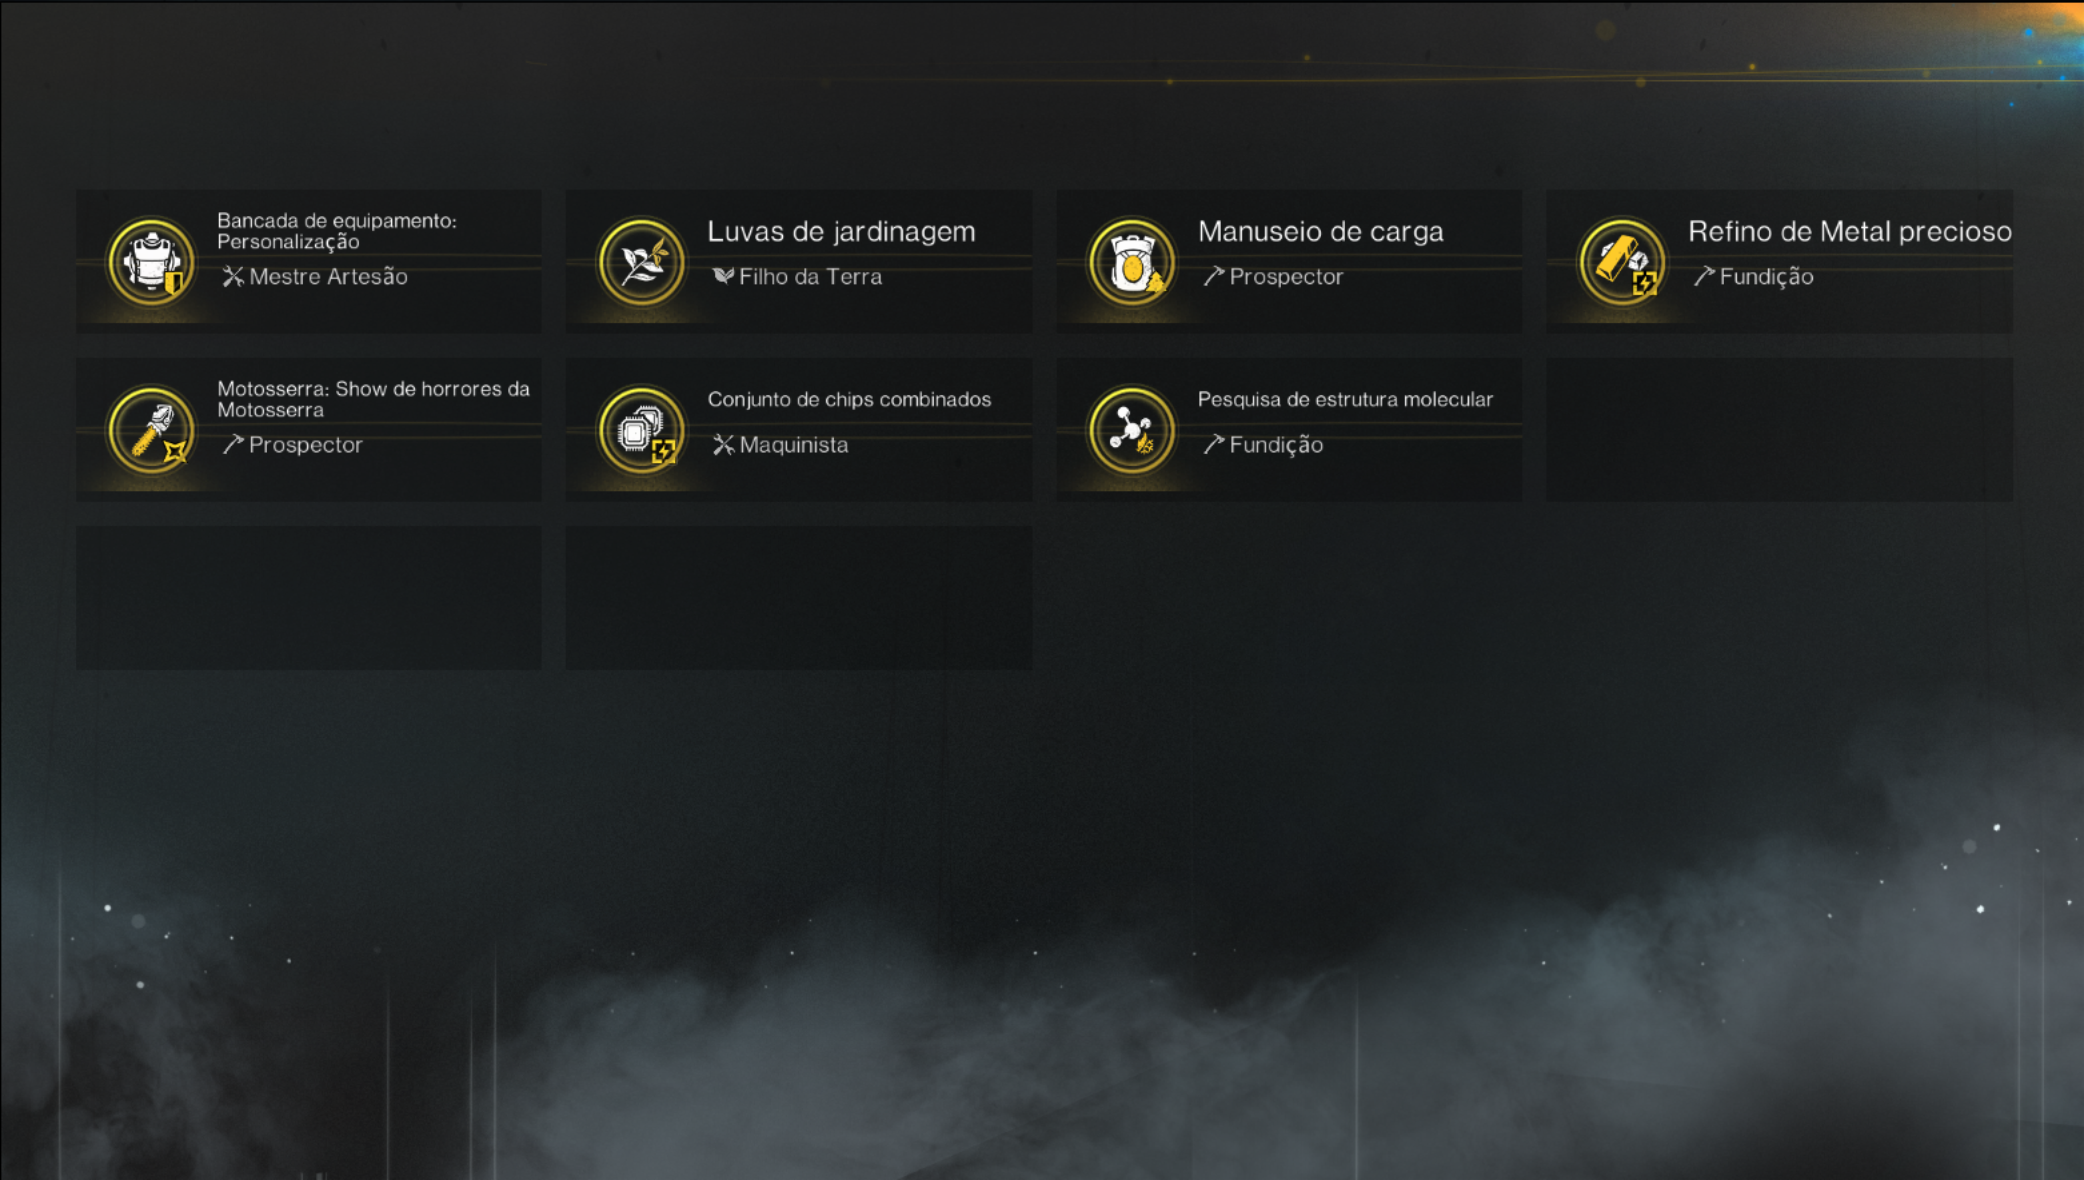 Bancada de equipamento:
Personalização
Mestre Artesão
Luvas de jardinagem
Filho da Terra
Manuseio de carga
Prospector
Refino de Metal precioso
Fundição
Motosserra: Show de horrores da
Motosserra
Prospector
Conjunto de chips combinados
Maquinista
Pesquisa de estrutura molecular
Fundição